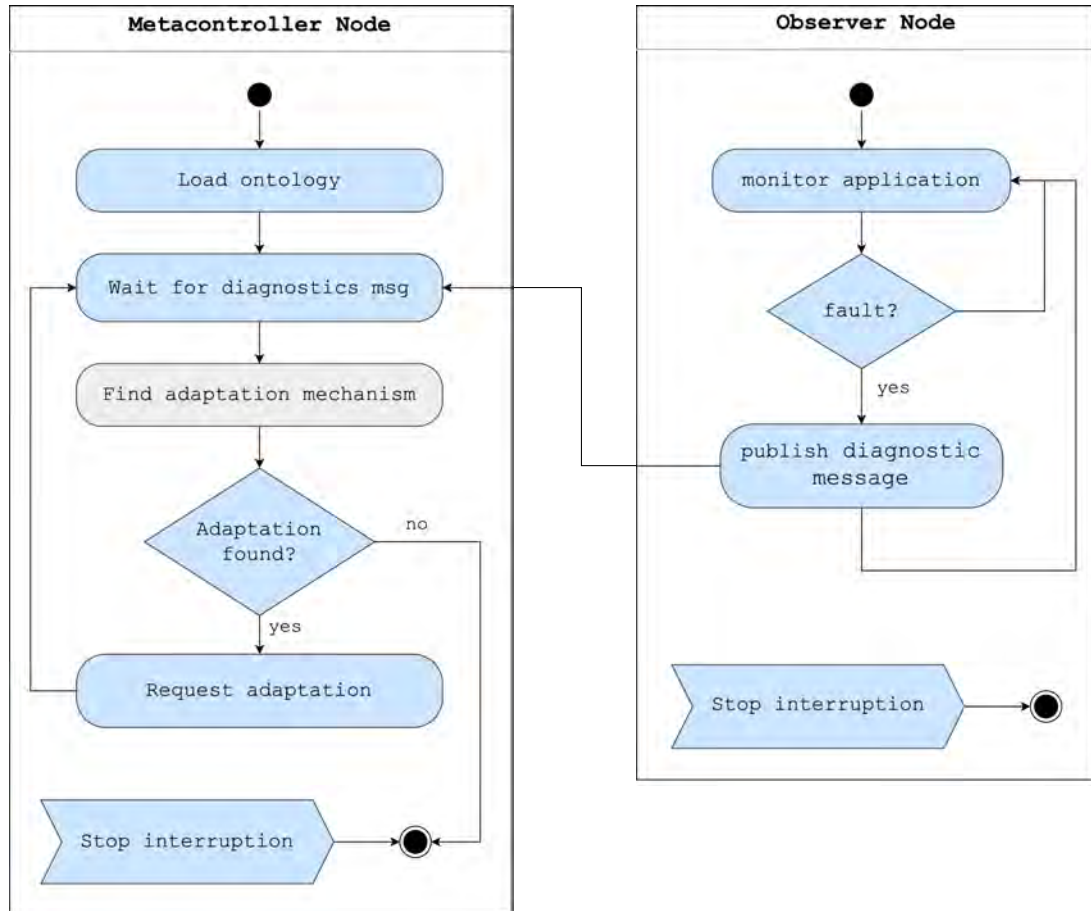 Metacontroller Node
Load ontology
Wait for diagnostics msg
Find adaptation mechanism
Adaptation
found?
no
yes
Request adaptation
Stop interruption
Observer Node
monitor application
fault?
yes
publish diagnostic
message
Stop interruption